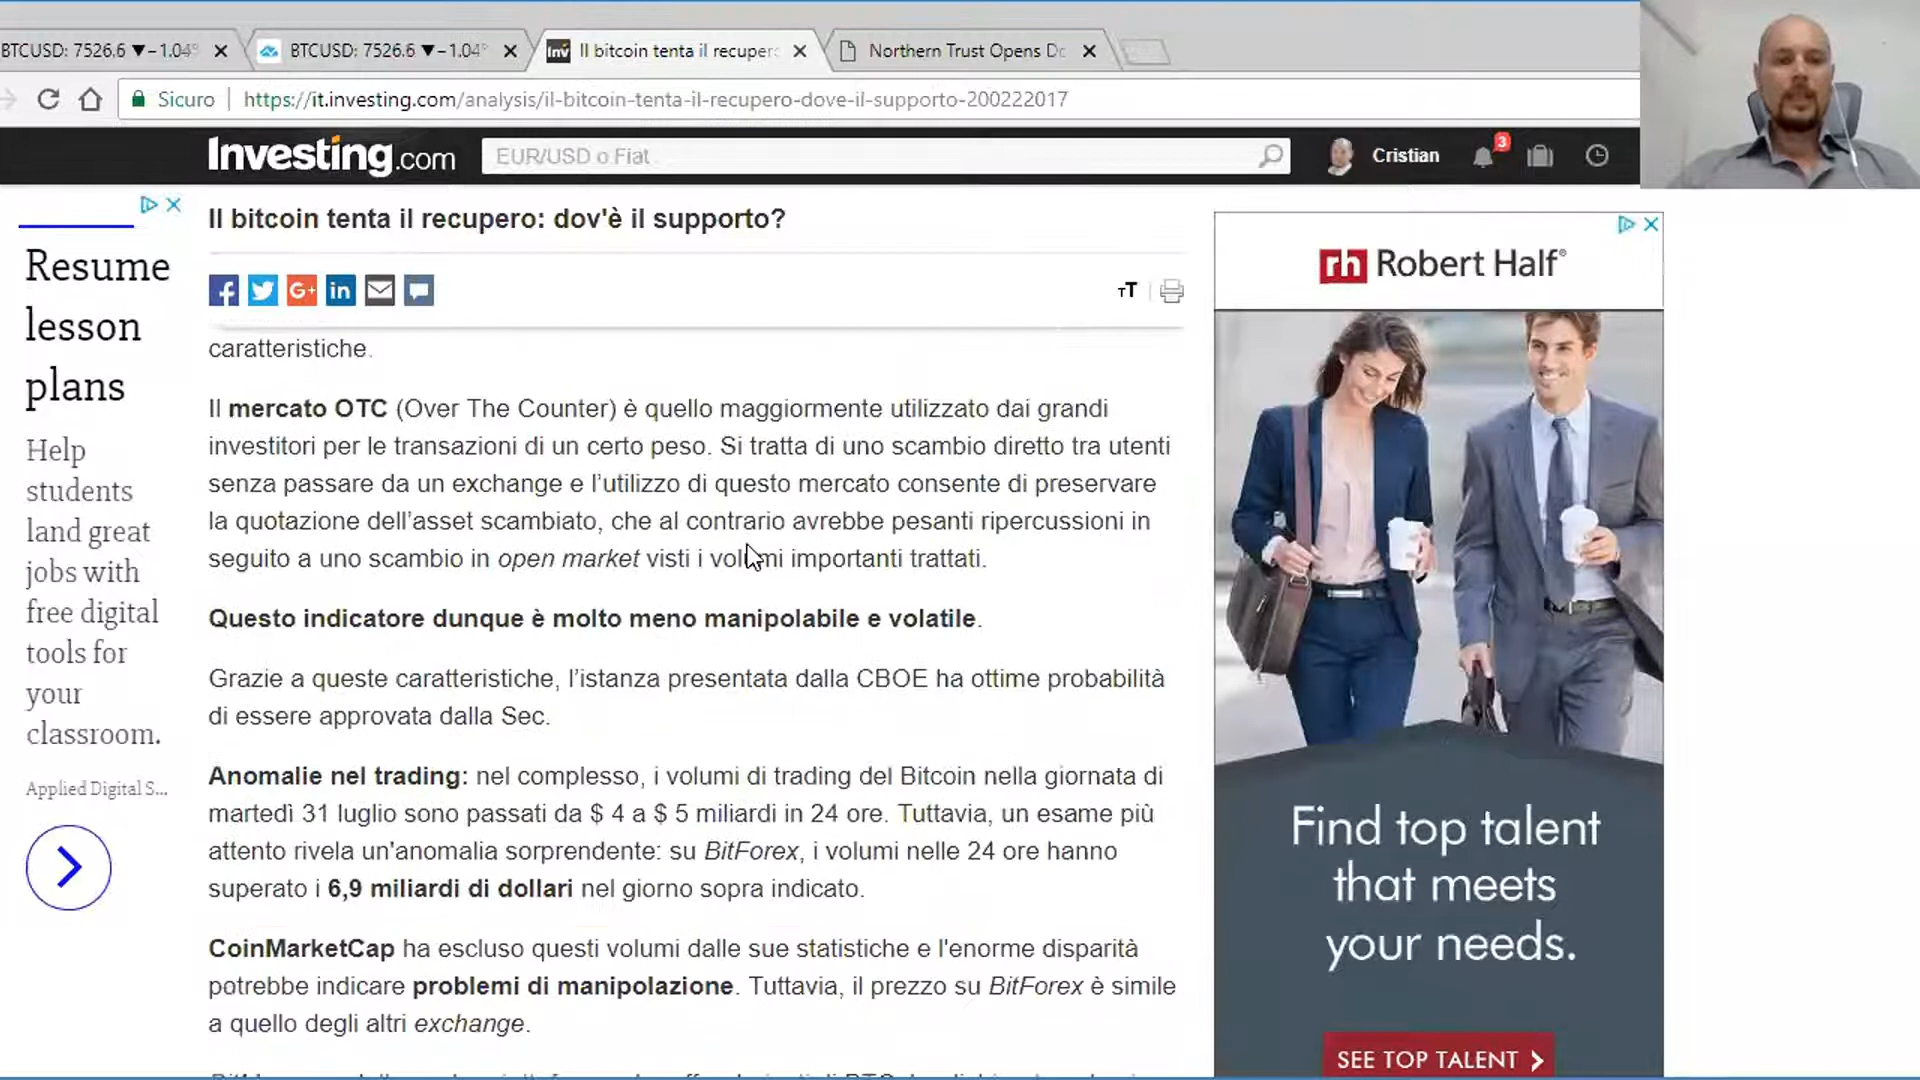 BTCUSD: 7526.6 ▼−1.04%
BTCUSD: 7526.6 ▼−1.04%
Inv
Il bitcoin tenta il recuper
Northern Trust Opens Do
Sicuro
https://it.investing.com/analysis/il-bitcoin-tenta-il-recupero-dove-il-supporto-200222017
Investing.com
EUR/USD o Fiat
Cristian
3
Il bitcoin tenta il recupero: dov'è il supporto?
caratteristiche.
Il mercato OTC (Over The Counter) è quello maggiormente utilizzato dai grandi
investitori per le transazioni di un certo peso. Si tratta di uno scambio diretto tra utenti
senza passare da un exchange e l’utilizzo di questo mercato consente di preservare
la quotazione dell’asset scambiato, che al contrario avrebbe pesanti ripercussioni in
seguito a uno scambio in open market visti i volumi importanti trattati.
Questo indicatore dunque è molto meno manipolabile e volatile.
Grazie a queste caratteristiche, l’istanza presentata dalla CBOE ha ottime probabilità
di essere approvata dalla Sec.
Anomalie nel trading: nel complesso, i volumi di trading del Bitcoin nella giornata di
martedì 31 luglio sono passati da $ 4 a $ 5 miliardi in 24 ore. Tuttavia, un esame più
attento rivela un'anomalia sorprendente: su BitForex, i volumi nelle 24 ore hanno
superato i 6,9 miliardi di dollari nel giorno sopra indicato.
CoinMarketCap ha escluso questi volumi dalle sue statistiche e l'enorme disparità
potrebbe indicare problemi di manipolazione. Tuttavia, il prezzo su BitForex è simile
a quello degli altri exchange.
Resume
lesson
plans
Help
students
land great
jobs with
free digital
tools for
your
classroom.
Applied Digital S...
rh Robert Half®
Find top talent
that meets
your needs.
SEE TOP TALENT